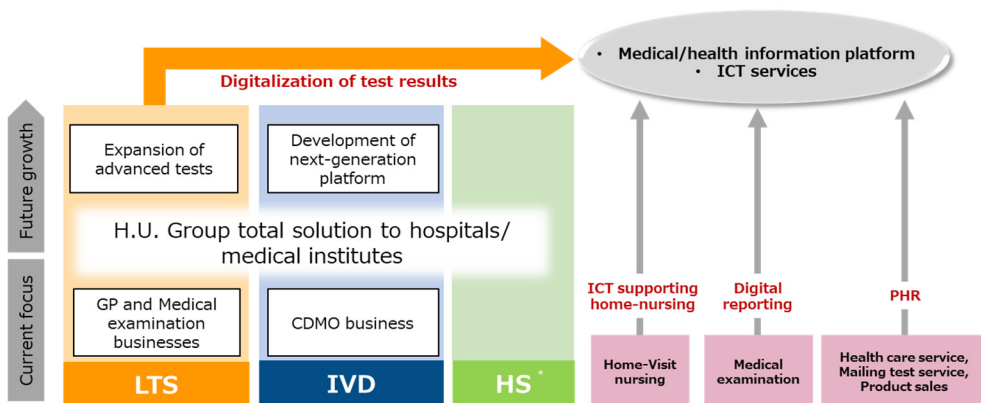 • Medical/health information platform
• ICT services
Digitalization of test results
Future growth
Current focus
Expansion of
advanced tests
Development of
next-generation
platform
H.U. Group total solution to hospitals/
medical institutes
GP and Medical
examination
businesses
CDMO business
LTS
IVD
HS *
ICT supporting
home-nursing
Digital
reporting
PHR
Home-Visit
nursing
Medical
examination
Health care service,
Mailing test service,
Product sales